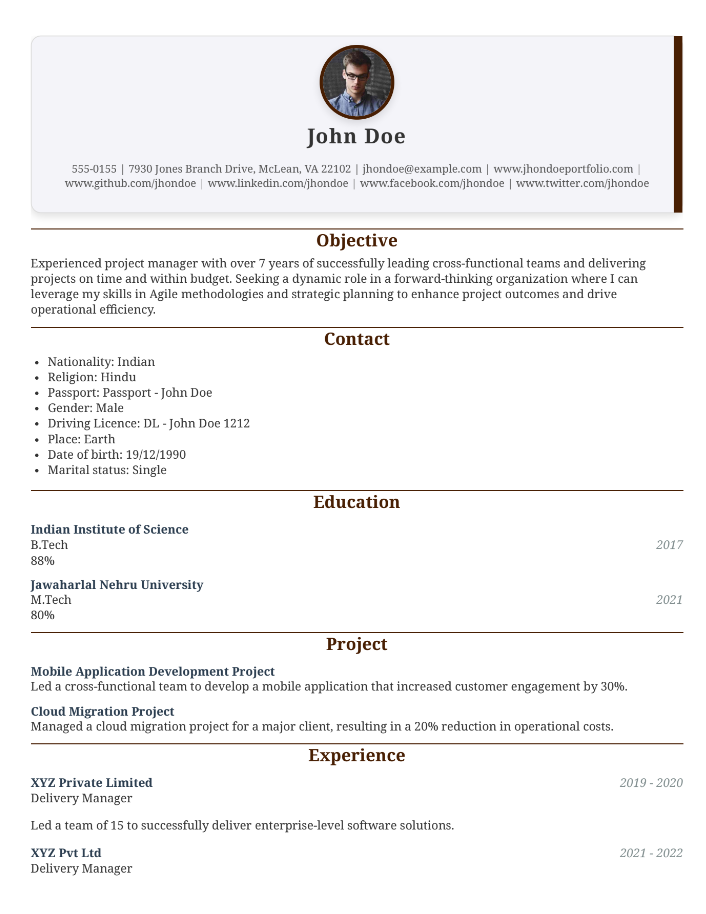 John Doe
555-0155 | 7930 Jones Branch Drive, McLean, VA 22102 | jhondoe@example.com | www.jhondoeportfolio.com |
www.github.com/jhondoe | www.linkedin.com/jhondoe | www.facebook.com/jhondoe | www.twitter.com/jhondoe
Objective
Experienced project manager with over 7 years of successfully leading cross-functional teams and delivering
projects on time and within budget. Seeking a dynamic role in a forward-thinking organization where I can
leverage my skills in Agile methodologies and strategic planning to enhance project outcomes and drive
operational efficiency.
Contact
• Nationality: Indian
• Religion: Hindu
• Passport: Passport - John Doe
• Gender: Male
• Driving Licence: DL - John Doe 1212
• Place: Earth
• Date of birth: 19/12/1990
• Marital status: Single
Education
Indian Institute of Science
B.Tech 2017
88%
Jawaharlal Nehru University
M.Tech 2021
80%
Project
Mobile Application Development Project
Led a cross-functional team to develop a mobile application that increased customer engagement by 30%.
Cloud Migration Project
Managed a cloud migration project for a major client, resulting in a 20% reduction in operational costs.
Experience
XYZ Private Limited 2019 - 2020
Delivery Manager
Led a team of 15 to successfully deliver enterprise-level software solutions.
XYZ Pvt Ltd 2021 - 2022
Delivery Manager